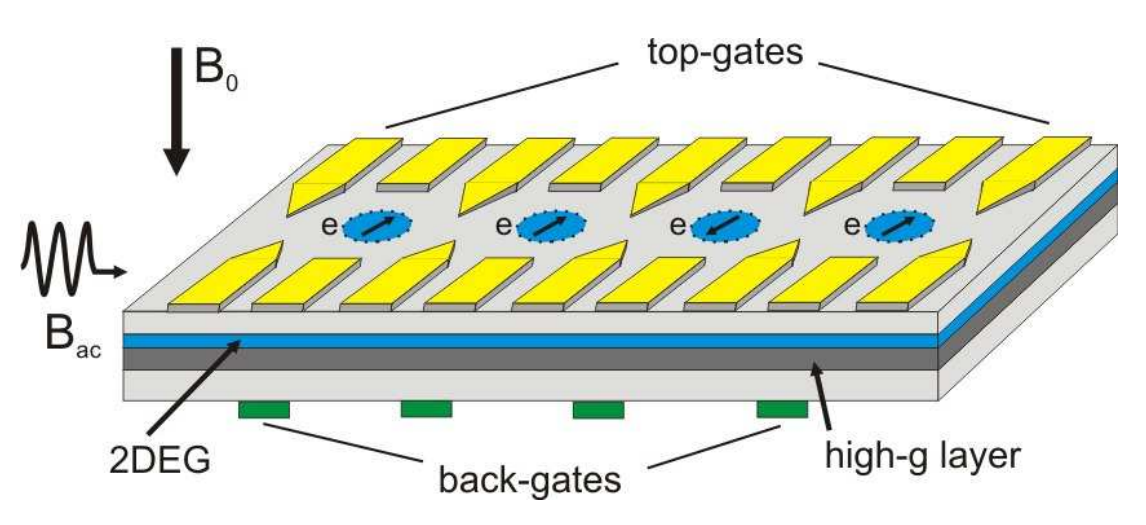 top-gates
B0
e e e e
Bac
2DEG
back-gates
high-g layer